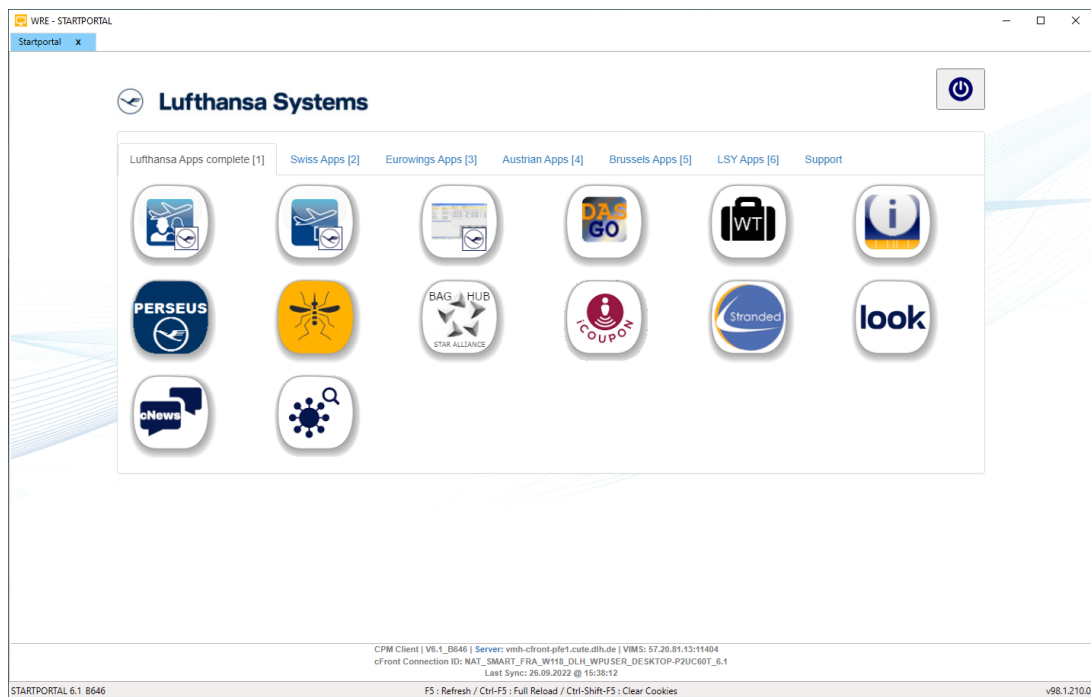 WRE - STARTPORTAL
Startportal x
Lufthansa Systems
Lufthansa Apps complete [1] Swiss Apps [2] Eurowings Apps [3] Austrian Apps [4] Brussels Apps [5] LSY Apps [6] Support
DAS
GO
WT
i
PERSEUS
BAG HUB
STAR ALLIANCE
iCOUPON
Stranded
look
cNews
CPM Client | V6.1_B646 | Server: vmh-cfront-pfe1.cute.dlh.de | VIMS: 57.20.81.13:11404
cFront Connection ID: NAT_SMART_FRA_W118_DLH_WPUSER_DESKTOP-P2UC60T_6.1
Last Sync: 26.09.2022 @ 15:38:12
STARTPORTAL 6.1 B646 F5 : Refresh / Ctrl-F5 : Full Reload / Ctrl-Shift-F5 : Clear Cookies v98.1.210.0